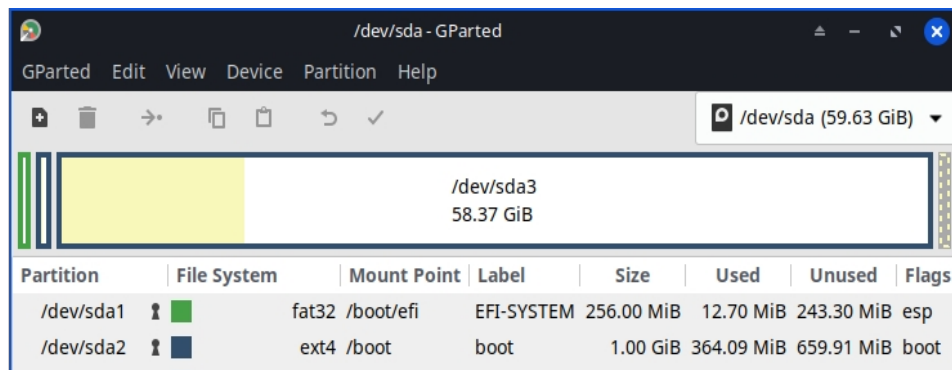 /dev/sda - GParted
GParted Edit View Device Partition Help
/dev/sda (59.63 GiB)
/dev/sda3
58.37 GiB
Partition File System Mount Point Label Size Used Unused Flags
/dev/sda1 fat32 /boot/efi EFI-SYSTEM 256.00 MiB 12.70 MiB 243.30 MiB esp
/dev/sda2 ext4 /boot boot 1.00 GiB 364.09 MiB 659.91 MiB boot